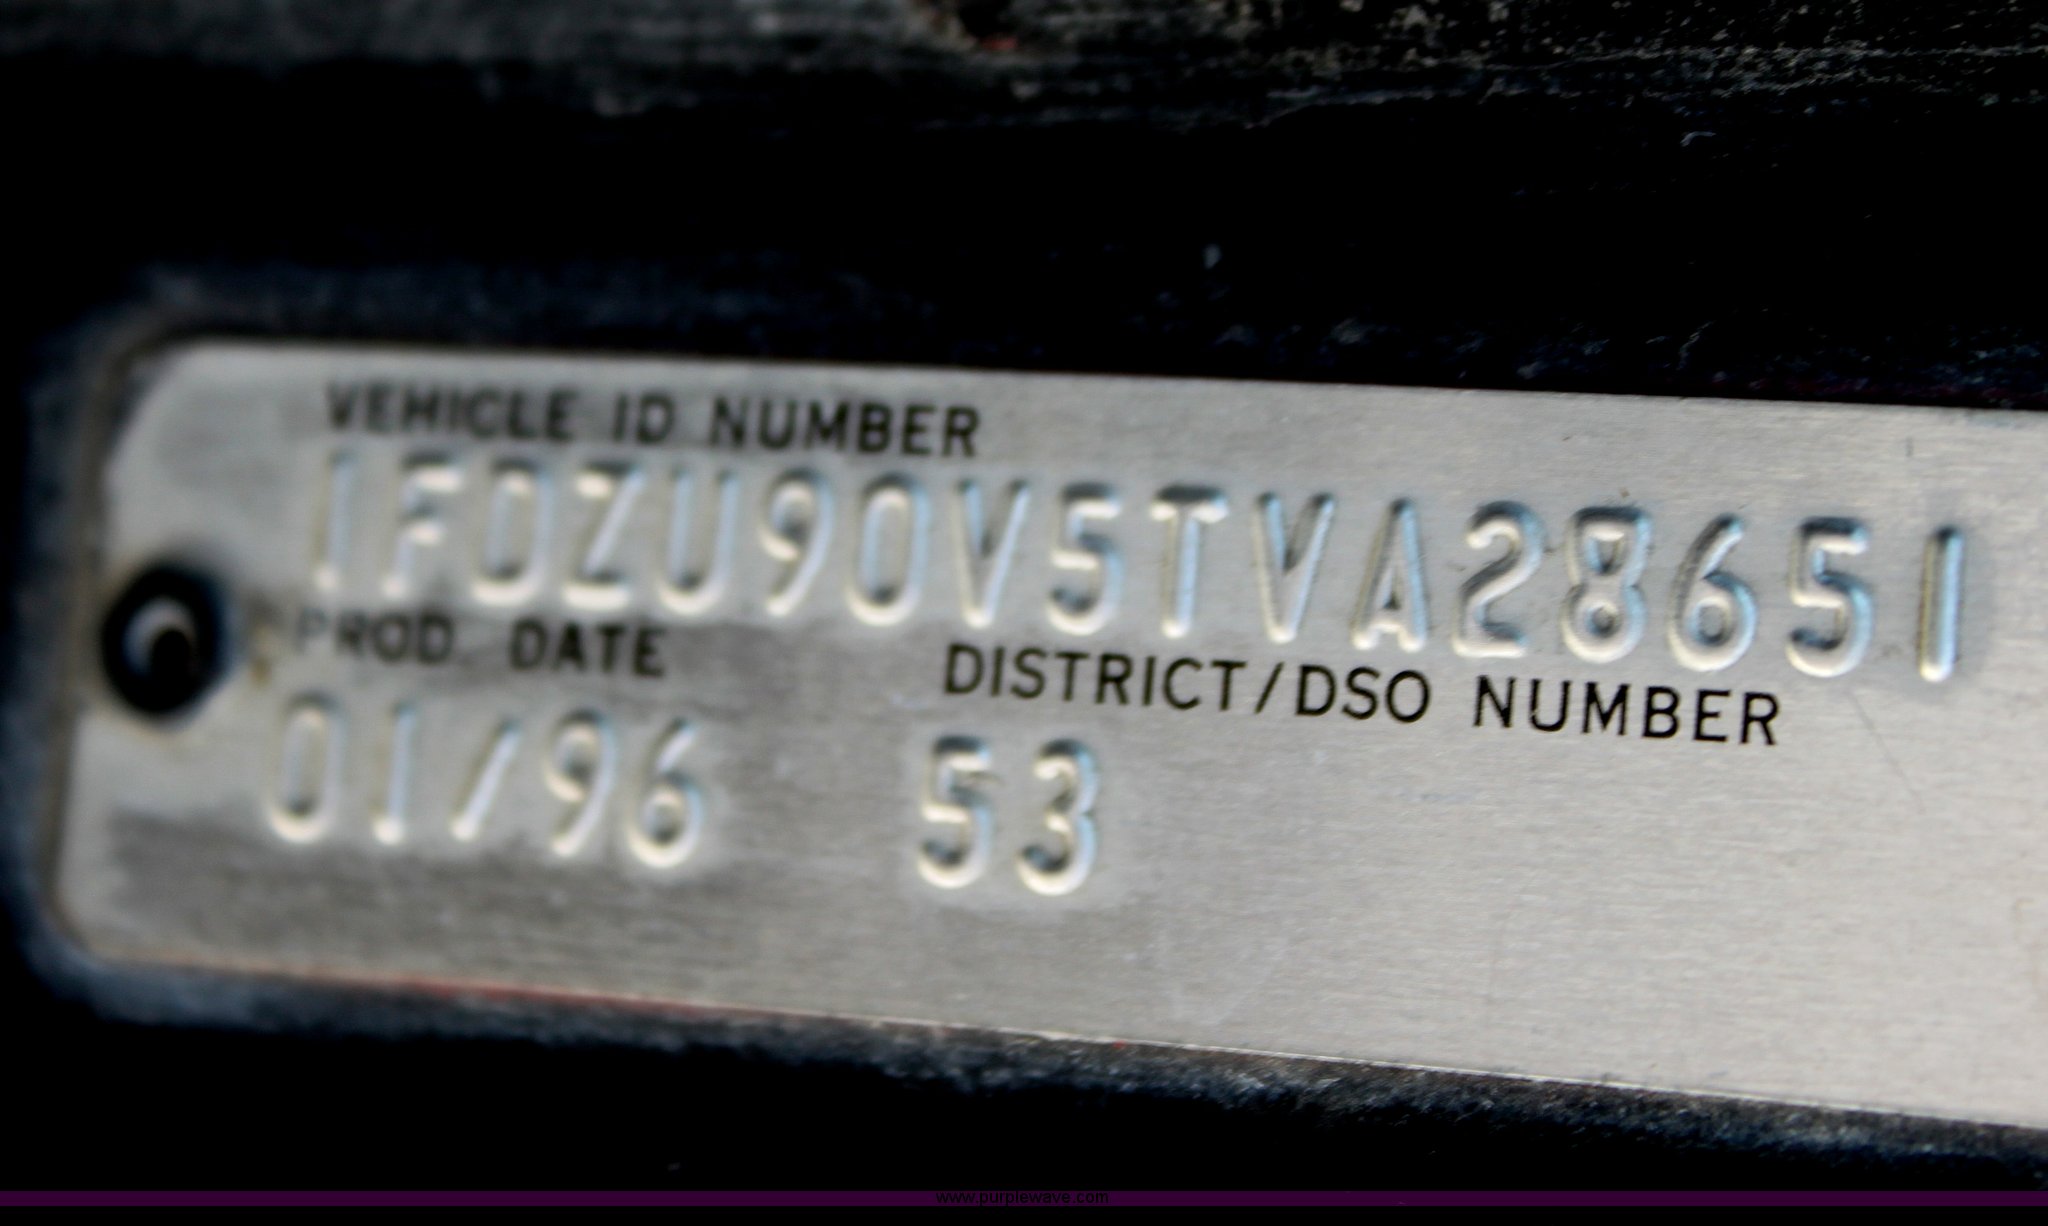 VEHICLE ID NUMBER
1FDZU90V5TVA28651
PROD. DATE DISTRICT/DSO NUMBER
01/96 53
www.purplewave.com